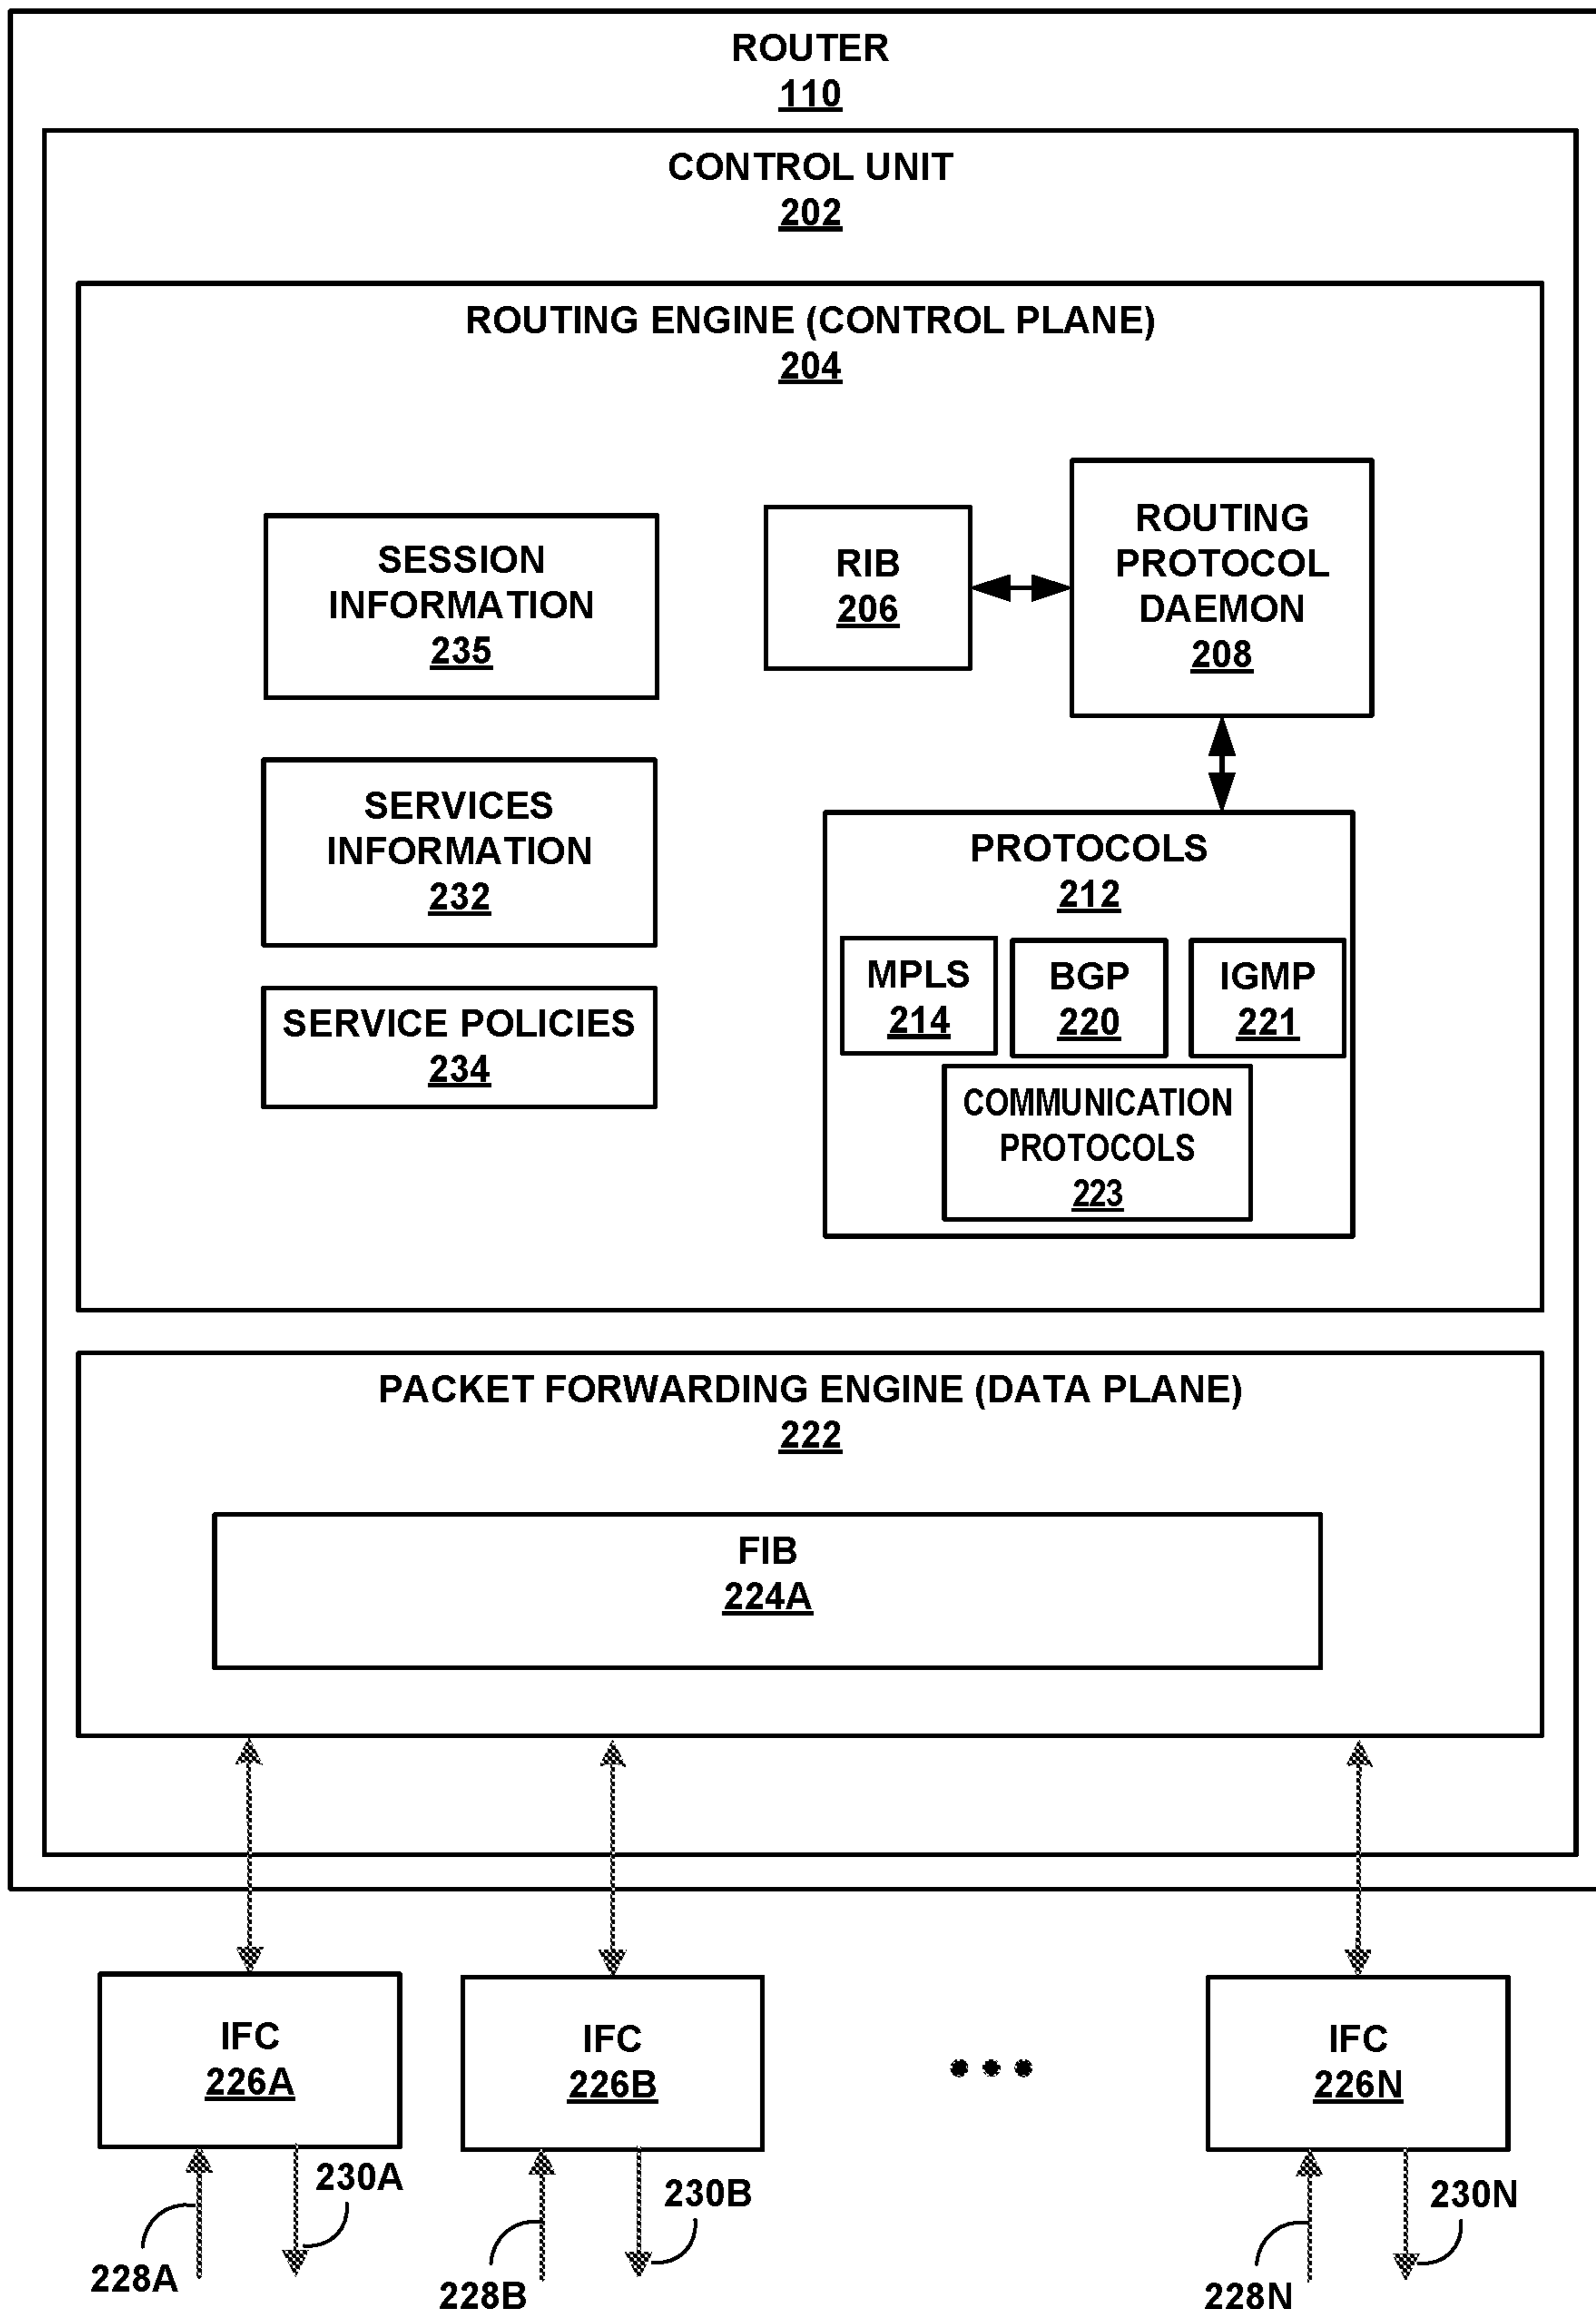 ROUTER
110
CONTROL UNIT
202
ROUTING ENGINE (CONTROL PLANE)
204
SESSION
INFORMATION
235
RIB
206
ROUTING
PROTOCOL
DAEMON
208
SERVICES
INFORMATION
232
SERVICE POLICIES
234
PROTOCOLS
212
MPLS
214
BGP
220
IGMP
221
COMMUNICATION
PROTOCOLS
223
PACKET FORWARDING ENGINE (DATA PLANE)
222
FIB
224A
IFC
226A
IFC
226B
IFC
226N
230A
230B
230N
228A
228B
228N